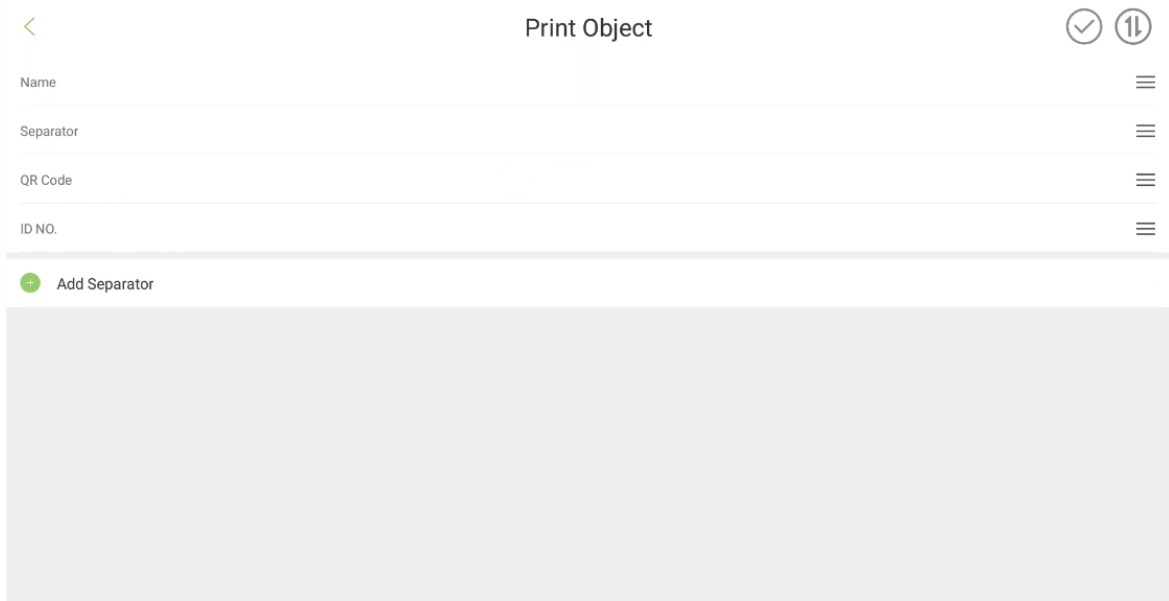 Print Object
Name
Separator
QR Code
ID NO.
Add Separator